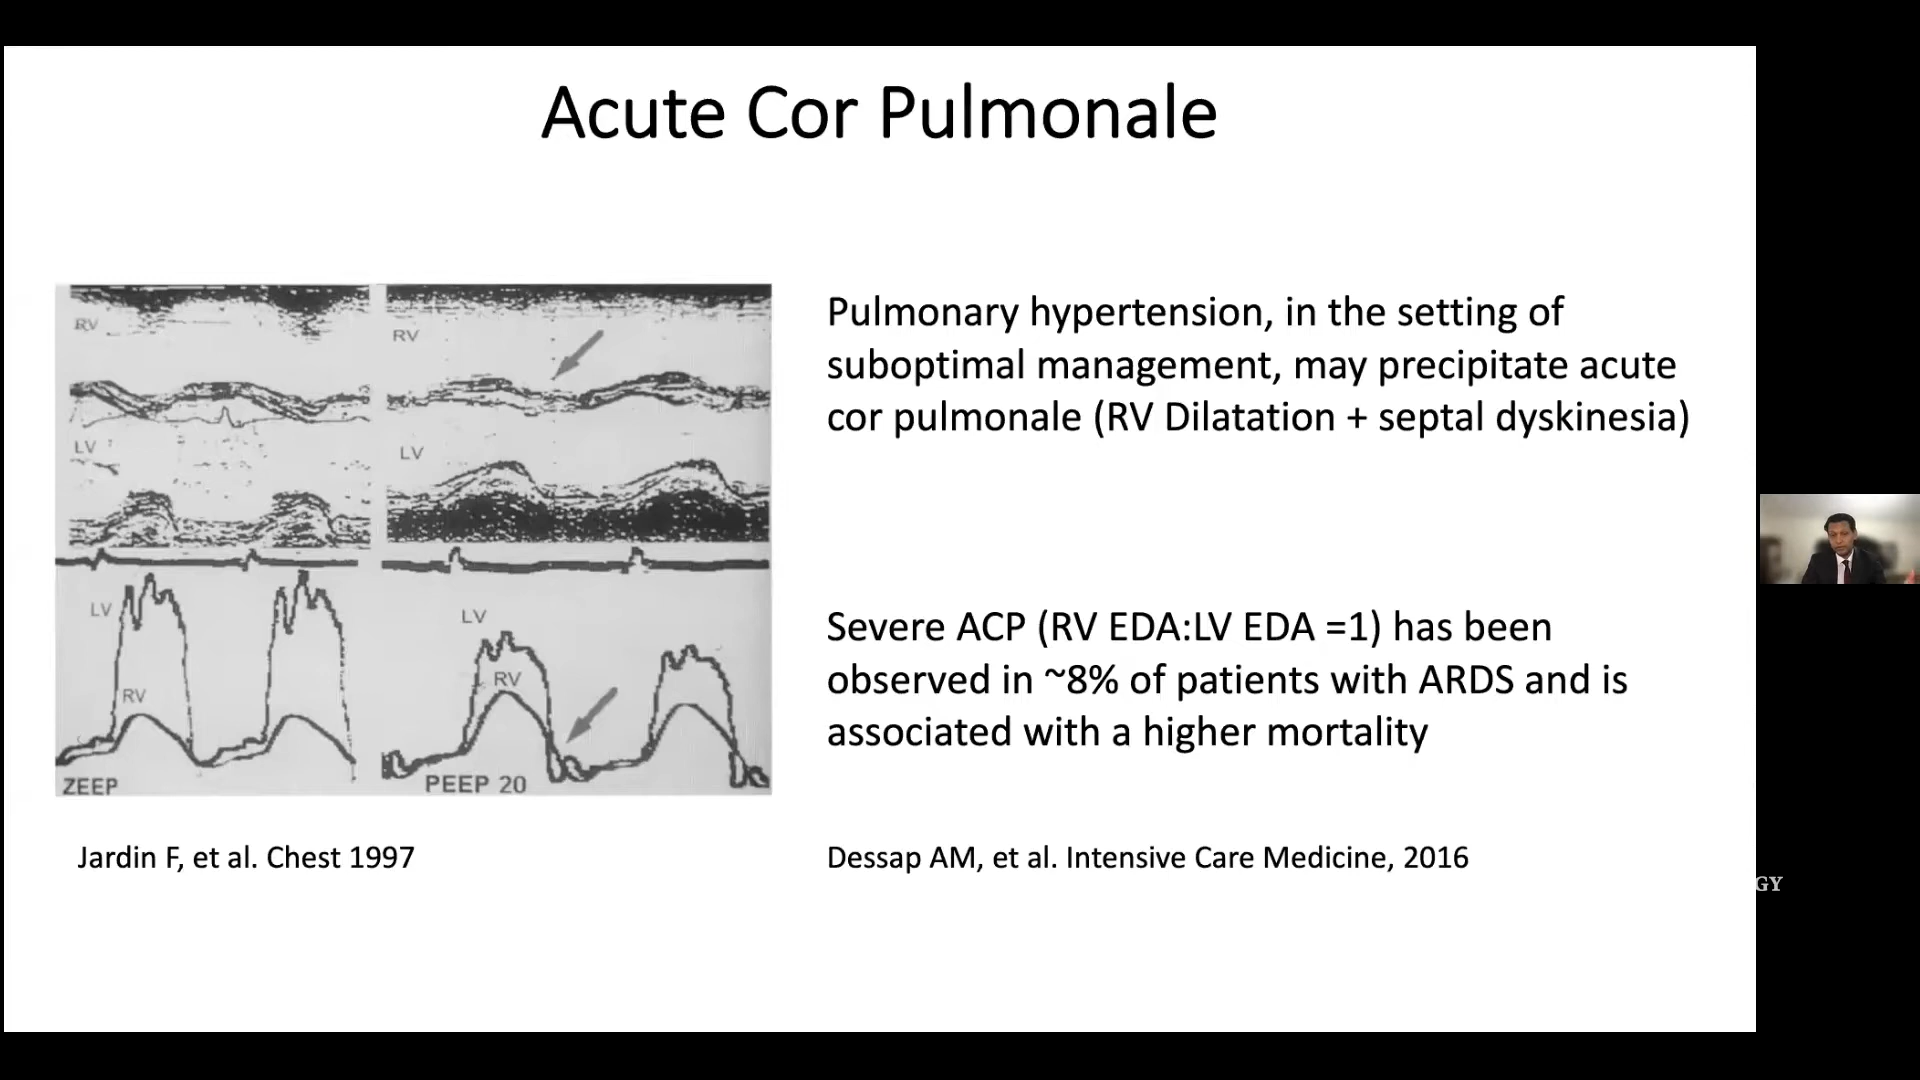 Acute Cor Pulmonale
RV
RV
LV
LV
LV
LV
RV
RV
ZEEP
PEEP 20
Pulmonary hypertension, in the setting of
suboptimal management, may precipitate acute
cor pulmonale (RV Dilatation + septal dyskinesia)
Severe ACP (RV EDA:LV EDA =1) has been
observed in ~8% of patients with ARDS and is
associated with a higher mortality
Jardin F, et al. Chest 1997
Dessap AM, et al. Intensive Care Medicine, 2016
GY